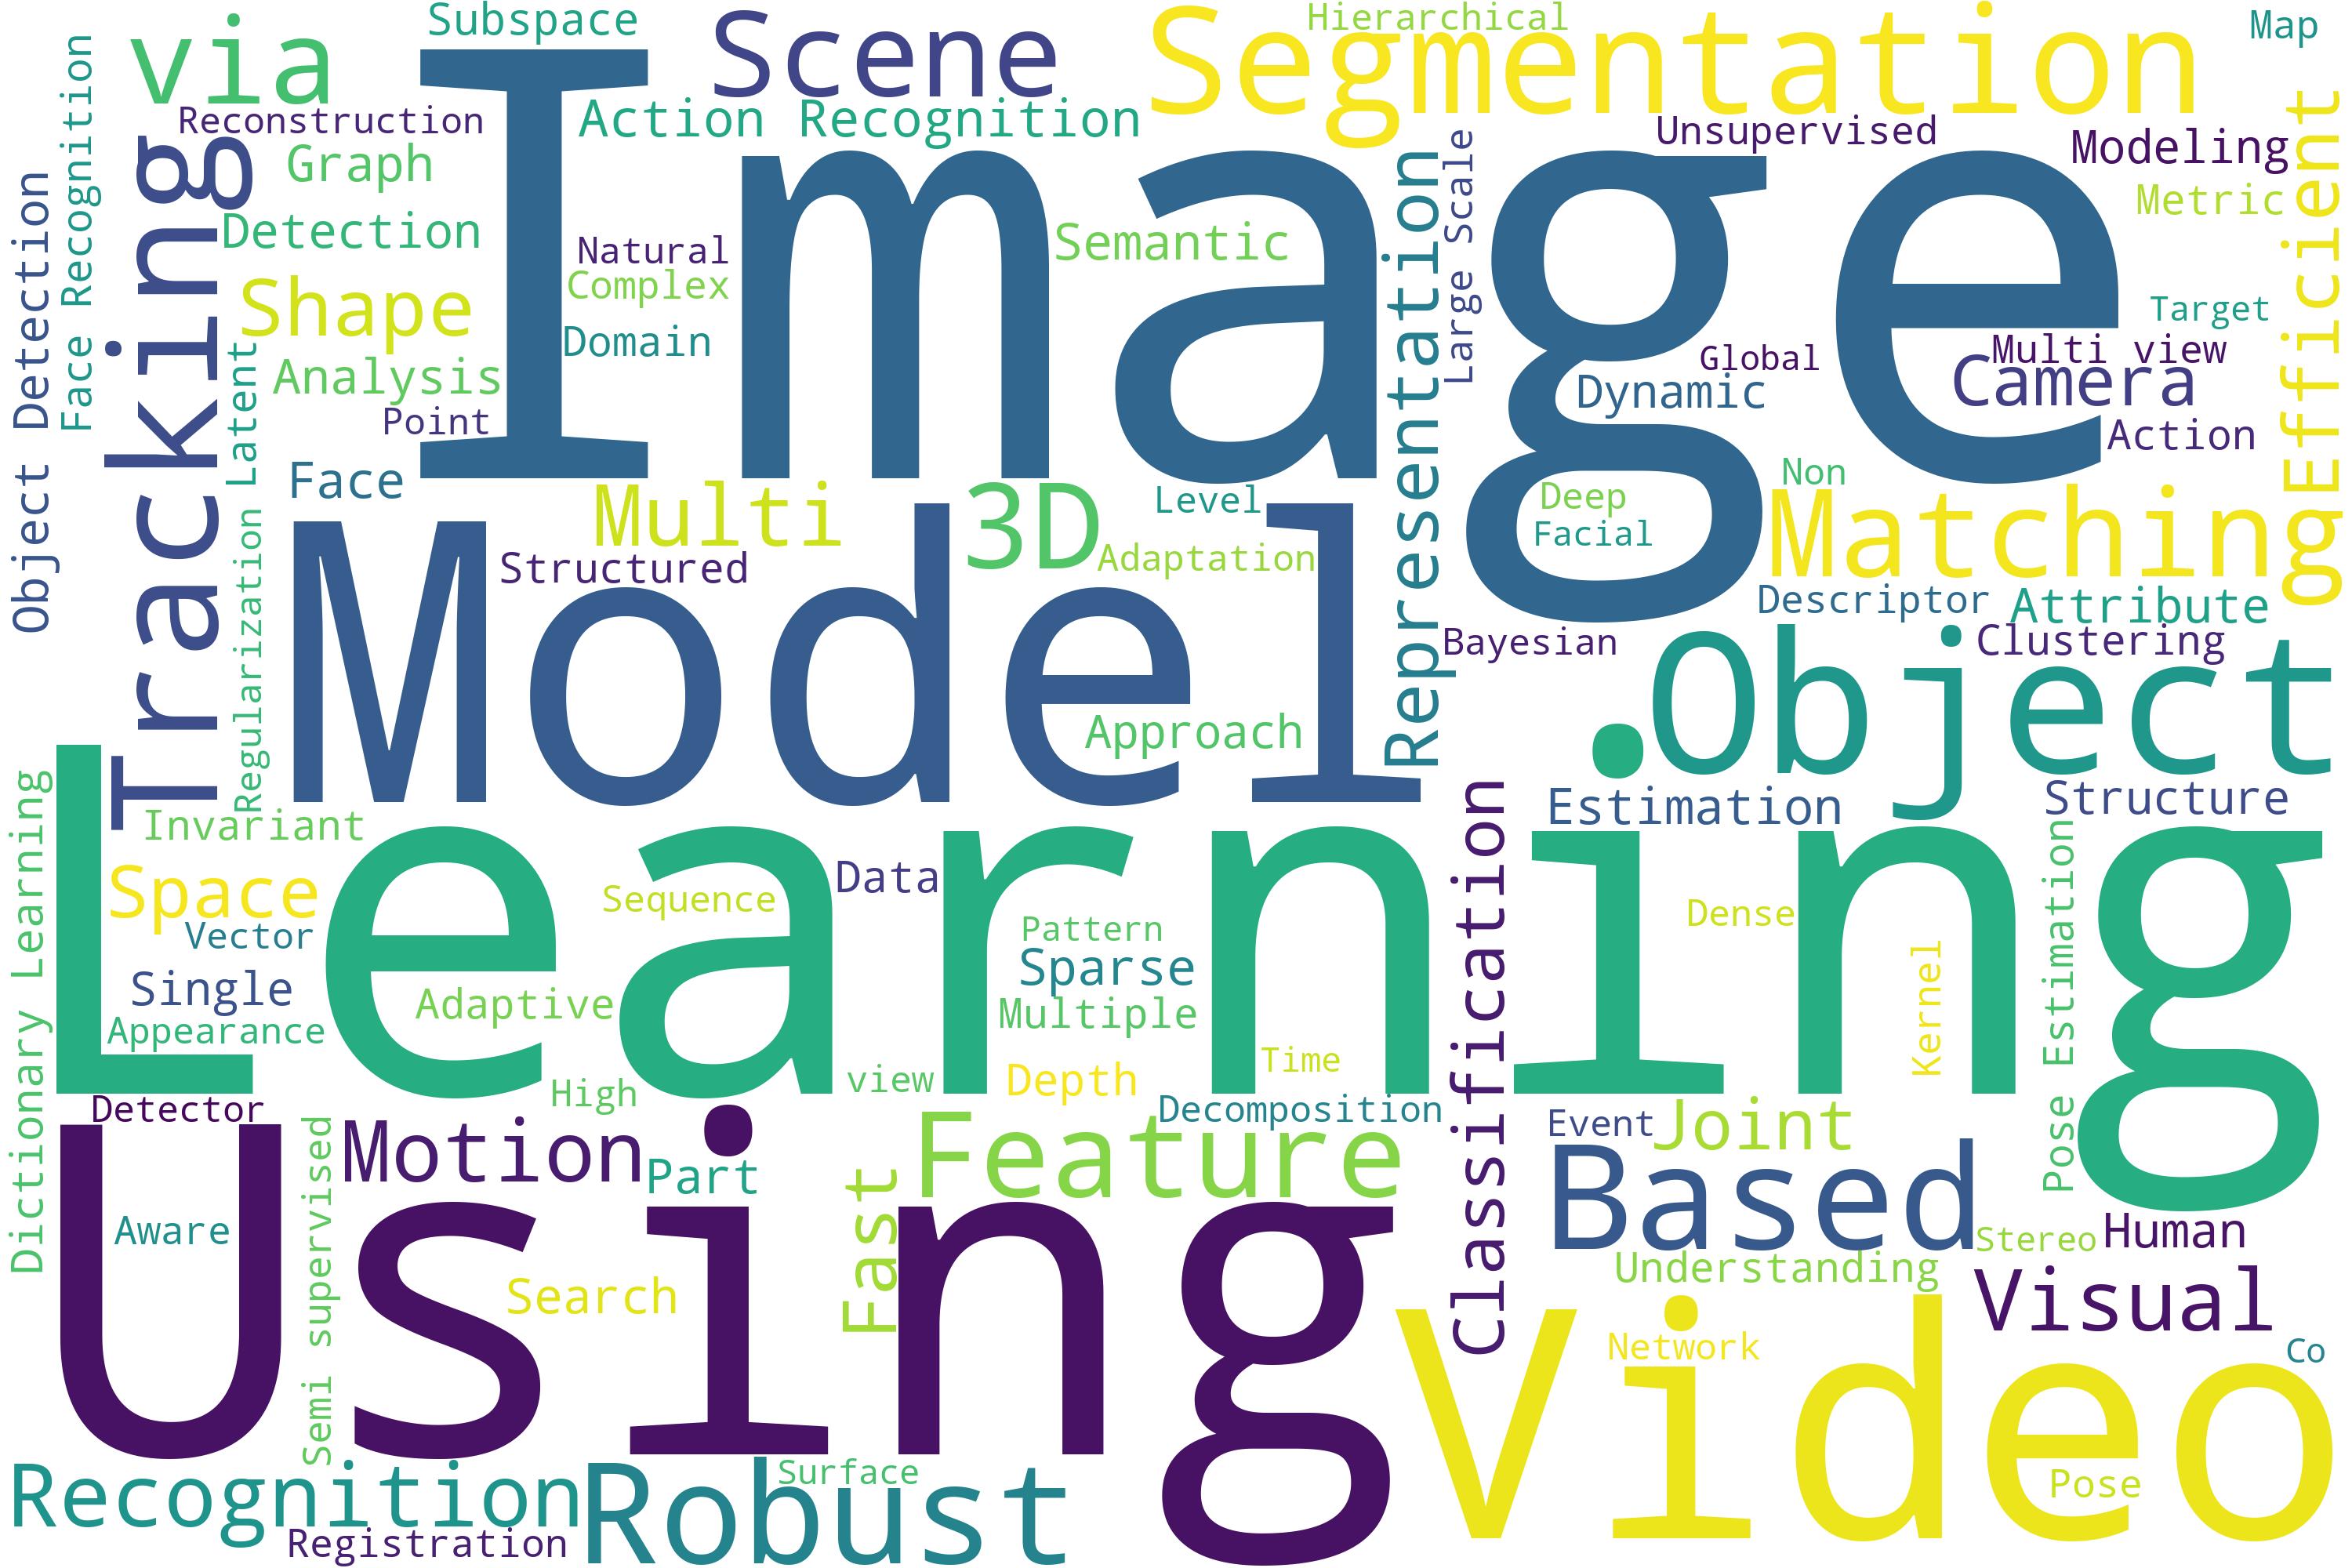 Subspace
Hierarchical
Map
via
Scene
Segmentation
Face Recognition
Reconstruction
Action Recognition
Unsupervised
Modeling
Graph
Large Scale
Efficient
Metric
Object Detection
Tracking
Detection
Natural
Semantic
Image
Representation
Complex
Shape
Target
Domain
Global
Multi view
Latent
Analysis
Dynamic
Camera
Point
Action
Face
Multi
3D
Level
Deep
Non
Matching
Facial
Structured
Adaptation
Regularization
Model
Descriptor
Attribute
Bayesian
Clustering
Object
Approach
Dictionary Learning
Invariant
Estimation
Structure
Learning
Classification
Space
Data
Sequence
Dense
Vector
Pattern
Sparse
Kernel
Pose Estimation
Single
Adaptive
Multiple
Appearance
Time
view
Depth
High
Detector
Decomposition
Event
Joint
Semi supervised
Motion
Feature
Part
Based
Fast
Aware
Using
Stereo
Human
Understanding
Search
Visual
Video
Network
Co
Recognition
Robust
Surface
Pose
Registration